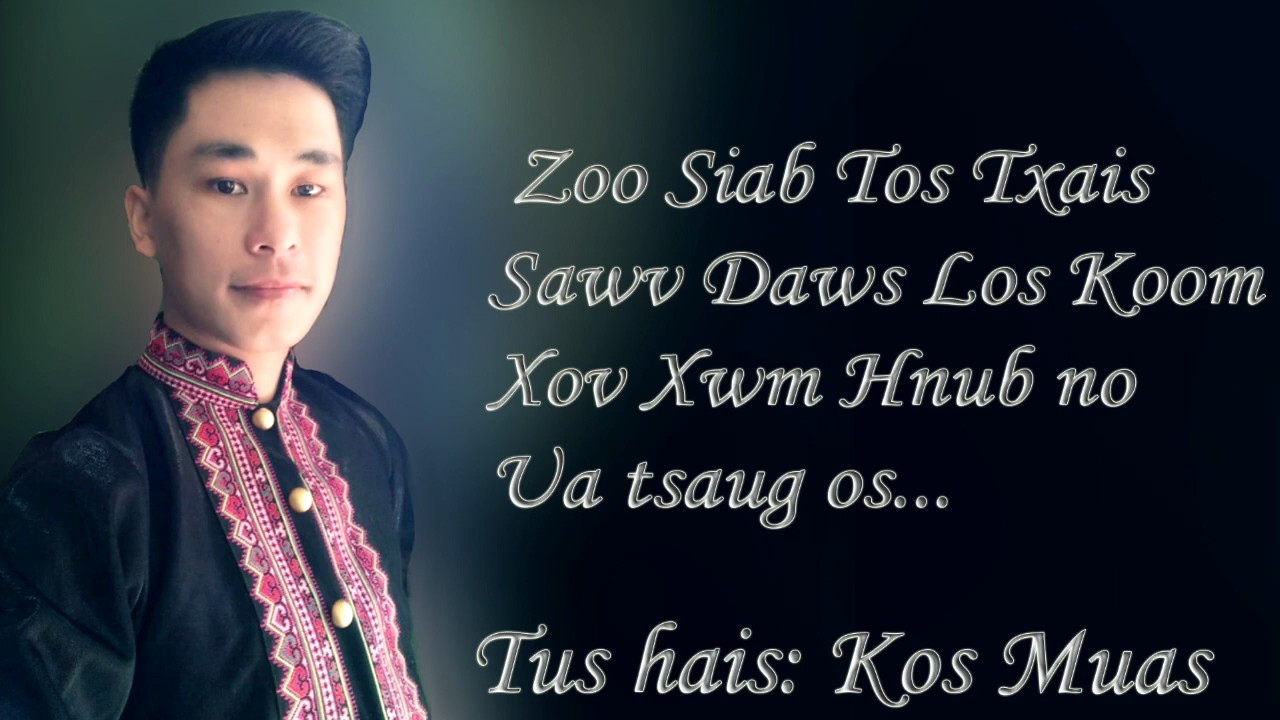 Zoo Siab Tos Txais
Sawv Daws Los Koom
Xov Xwm Hnub no
Ua tsaug os...
Tus hais: Kos Muas